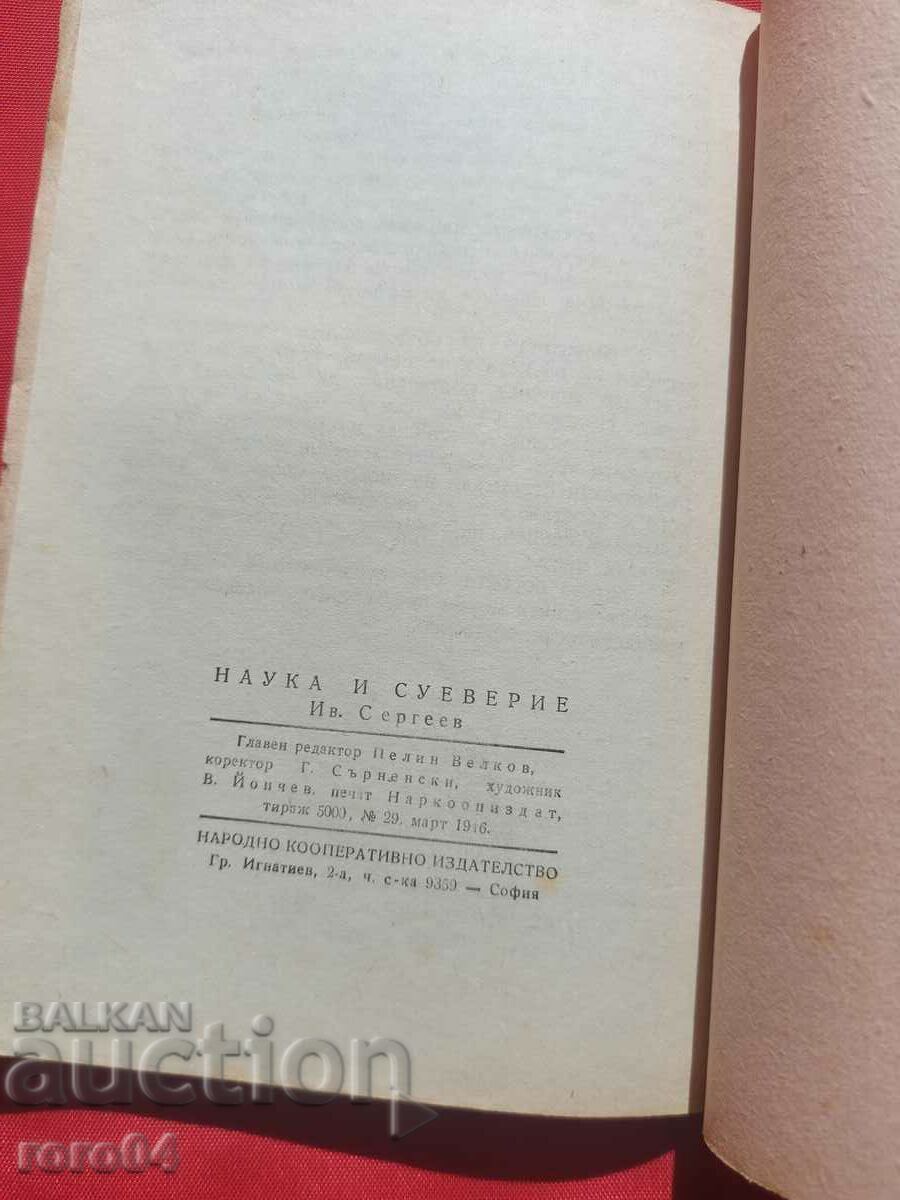 НАУКА И СУЕВЕРИЕ
Ив. Сергеев
Главен редактор Пелин Велков,
коректор Г. Сърненски, художник
В. Йончев, печат Наркоопиздат,
тираж 5000, № 29, март 1946.
НАРОДНО КООПЕРАТИВНО ИЗДАТЕЛСТВО
Гр. Игнатиев, 2-а, ч. с-ка 9359 — София
BALKAN
auction
roro04